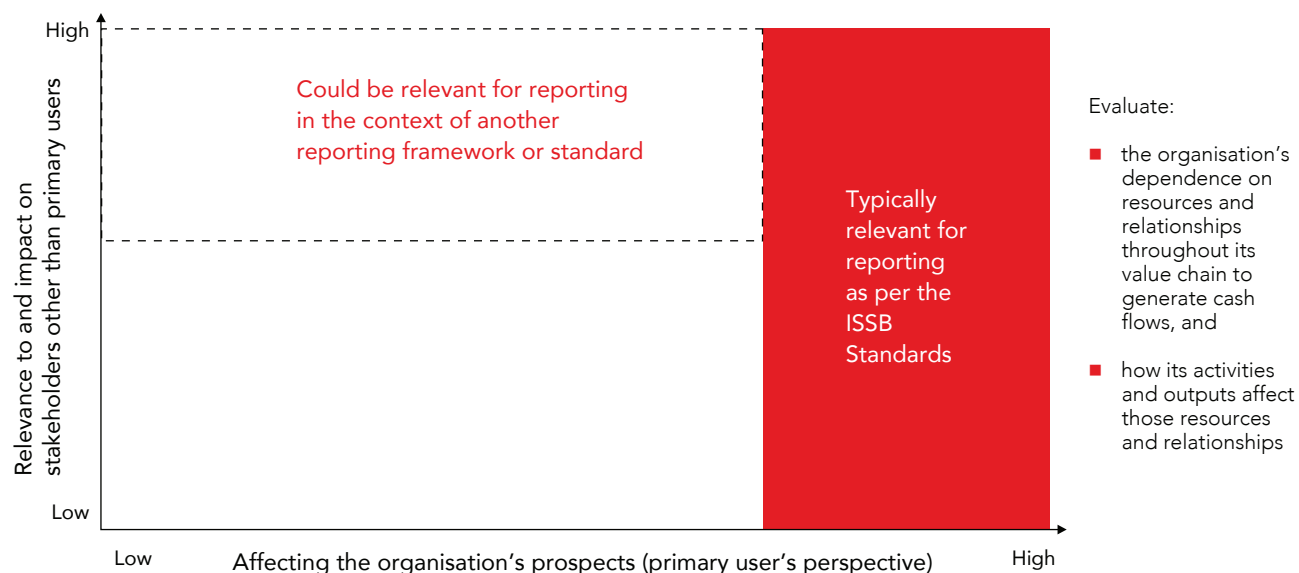 High
Relevance to and impact on
stakeholders other than primary users
Low
Could be relevant for reporting
in the context of another
reporting framework or standard
Typically
relevant for
reporting
as per the
ISSB
Standards
Low
Affecting the organisation’s prospects (primary user’s perspective)
High
Evaluate:
■ the organisation’s
dependence on
resources and
relationships
throughout its
value chain to
generate cash
flows, and
■ how its activities
and outputs affect
those resources
and relationships